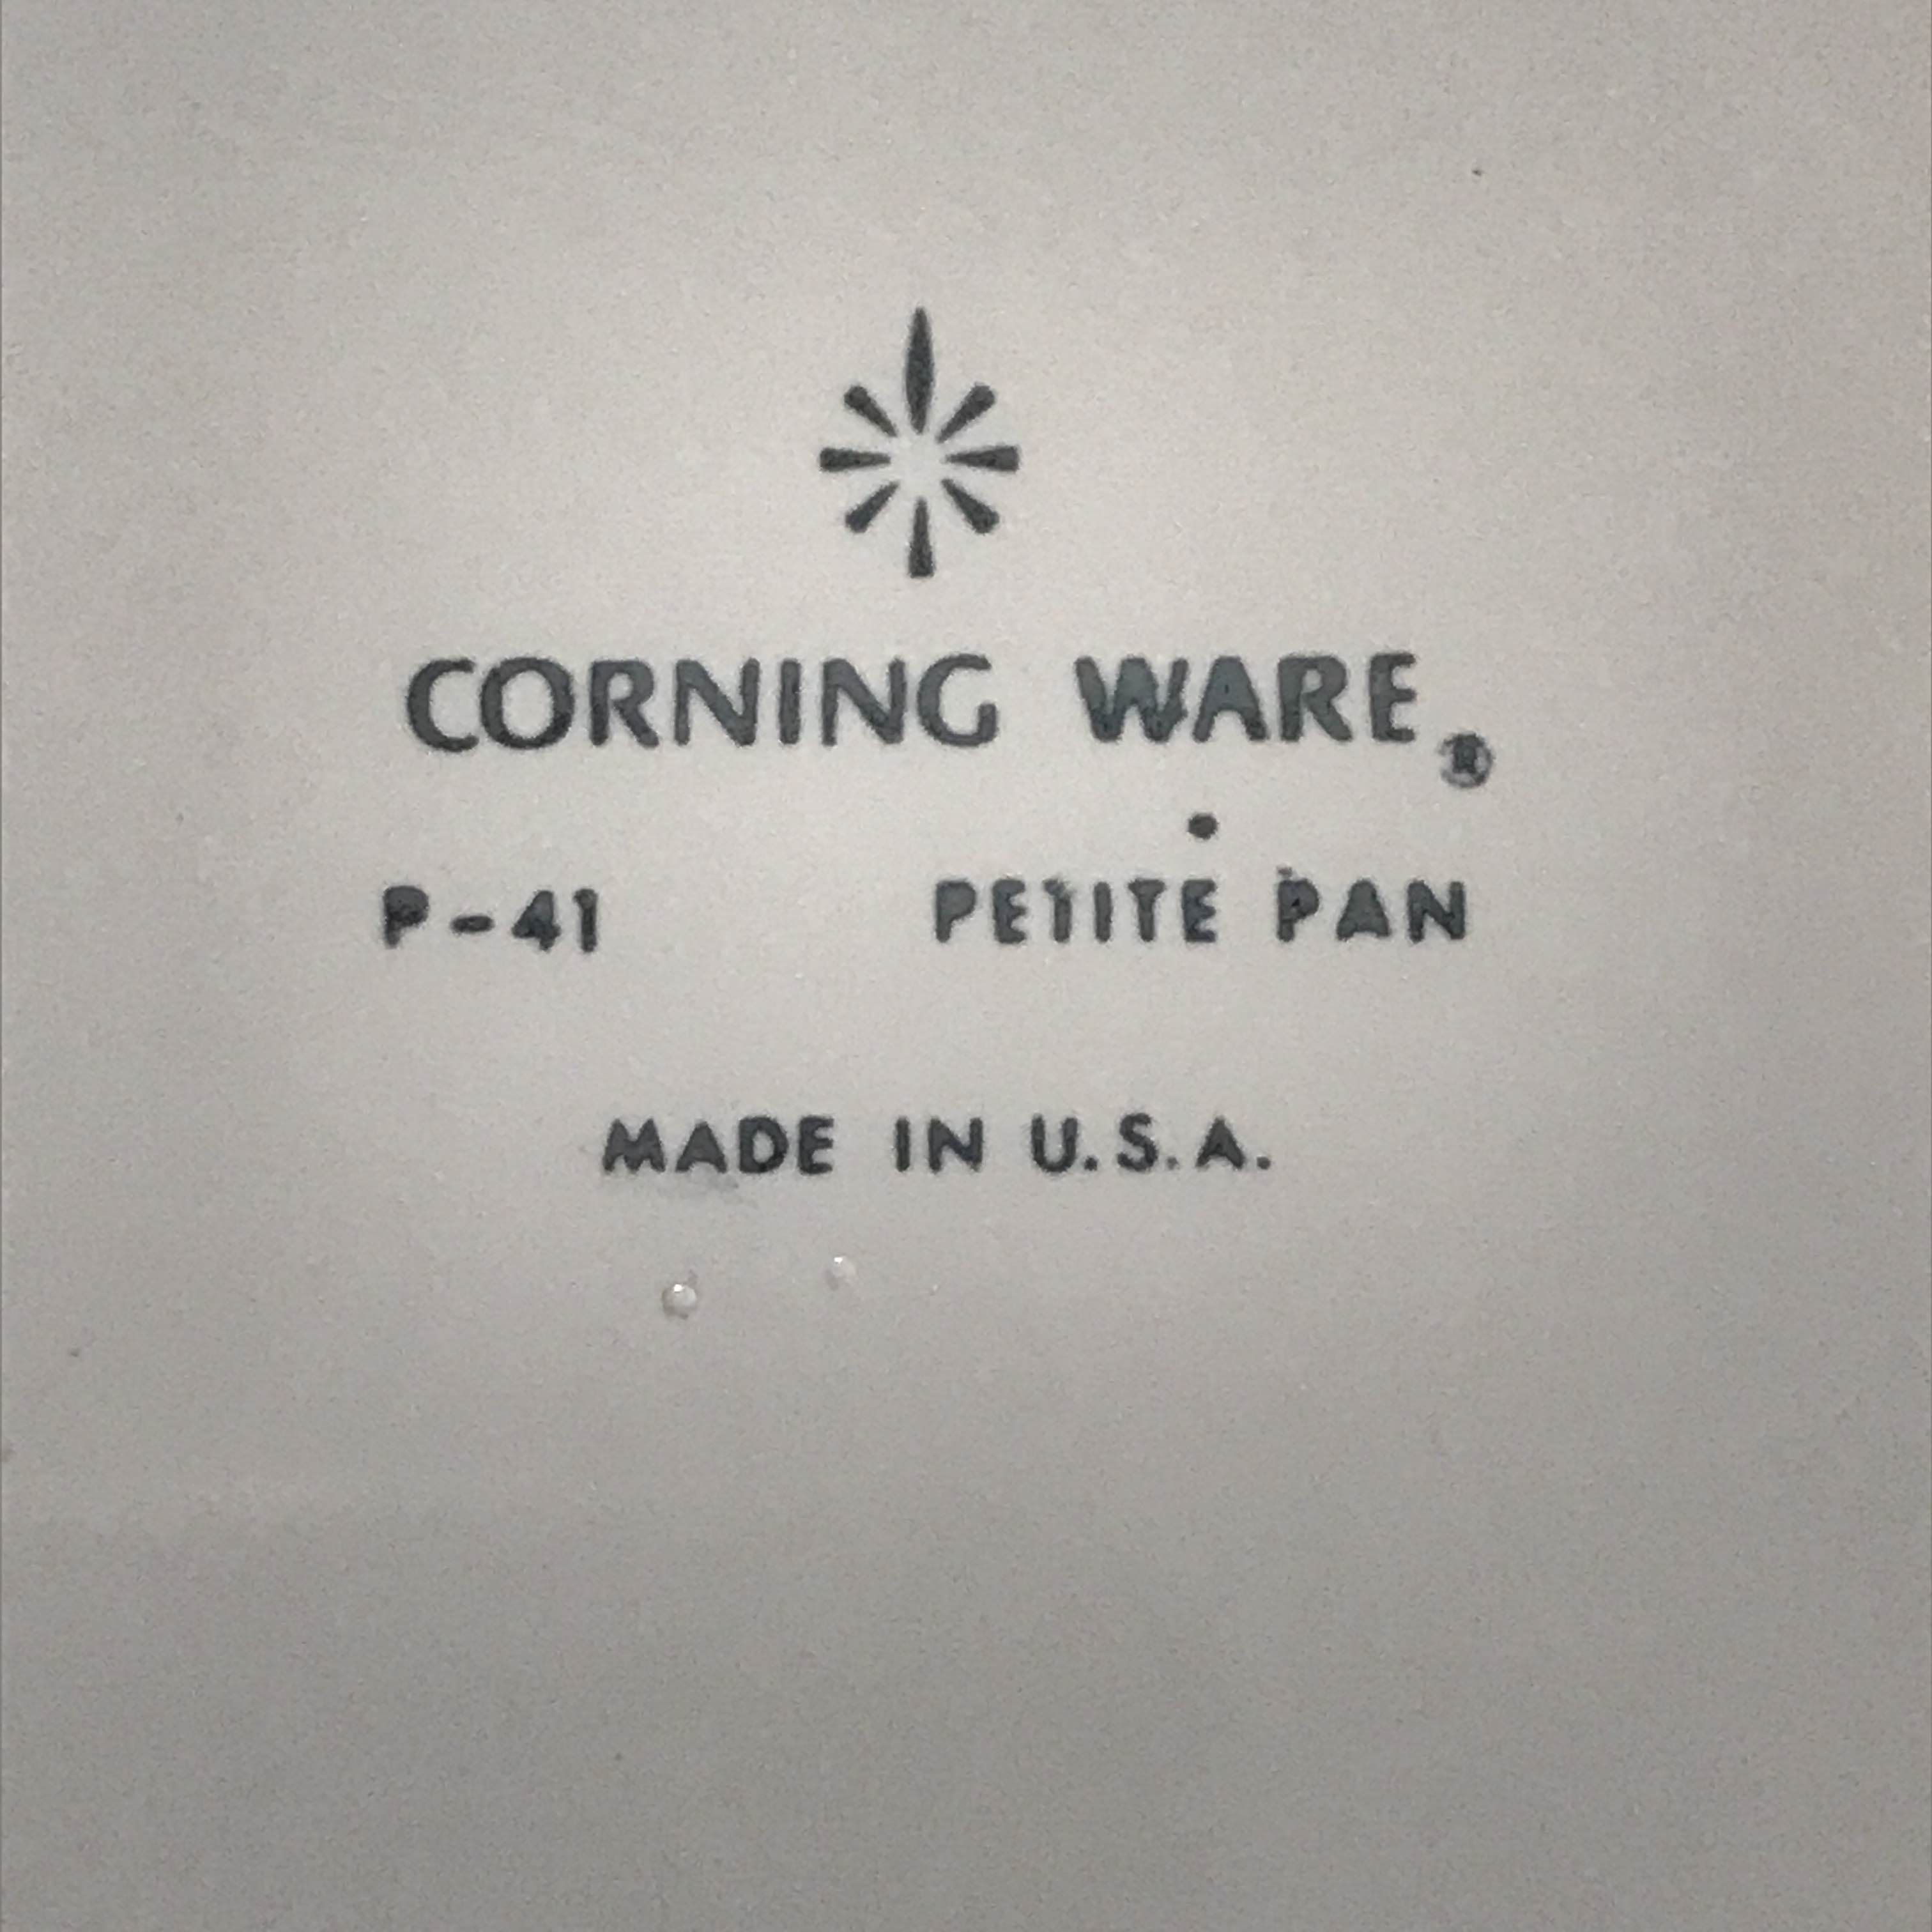 CORNING WARE®
P-41 PETITE PAN
MADE IN U.S.A.